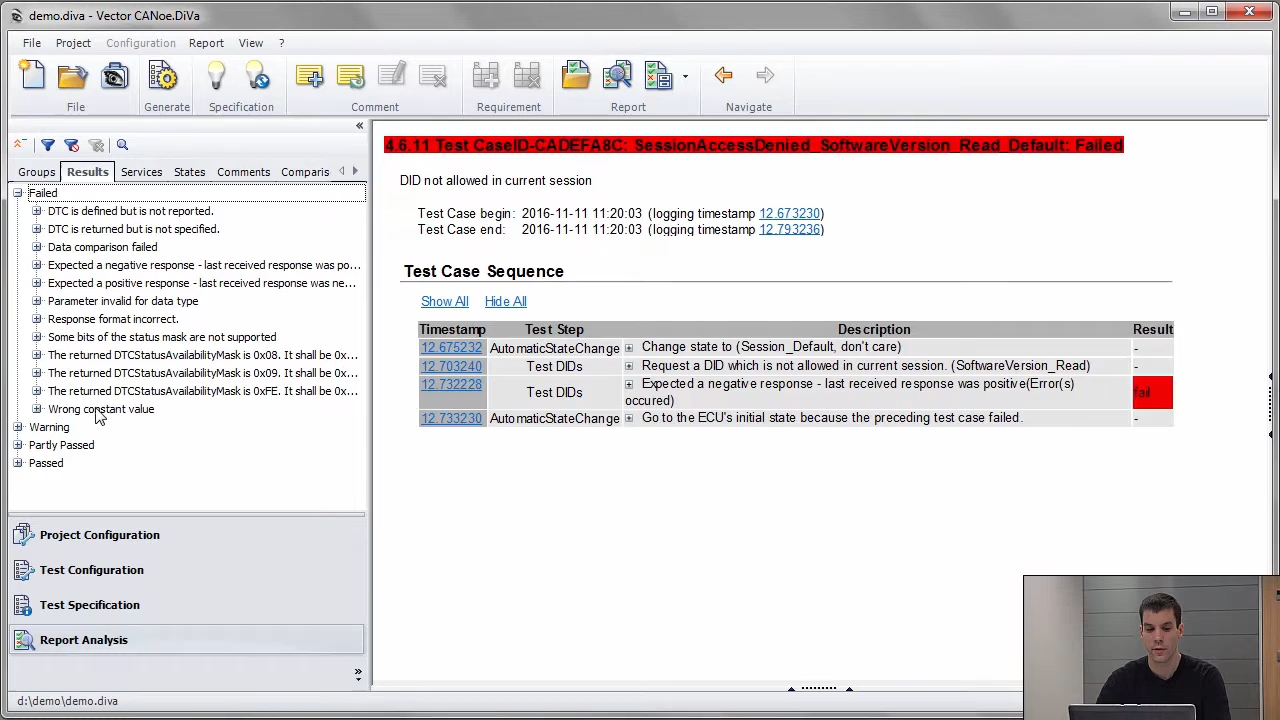 demo.diva - Vector CANoe.DiVa
File Project Configuration Report View ?
File Generate Specification Comment Requirement Report Navigate
«
Groups Results Services States Comments Comparis
Failed
DTC is defined but is not reported.
DTC is returned but is not specified.
Data comparison failed
Expected a negative response - last received response was po...
Expected a positive response - last received response was ne...
Parameter invalid for data type
Response format incorrect.
Some bits of the status mask are not supported
The returned DTCStatusAvailabilityMask is 0x08. It shall be 0x...
The returned DTCStatusAvailabilityMask is 0x09. It shall be 0x...
The returned DTCStatusAvailabilityMask is 0xFE. It shall be 0x...
Wrong constant value
Warning
Partly Passed
Passed
Project Configuration
Test Configuration
Test Specification
Report Analysis
»
d:\demo\demo.diva
4.6.11 Test CaseID-CADEFA8C: SessionAccessDenied_SoftwareVersion_Read_Default: Failed
DID not allowed in current session
Test Case begin: 2016-11-11 11:20:03 (logging timestamp 12.673230)
Test Case end: 2016-11-11 11:20:03 (logging timestamp 12.793236)
Test Case Sequence
Show All Hide All
Timestamp Test Step Description Result
12.675232 AutomaticStateChange Change state to (Session_Default, don't care) -
12.703240 Test DIDs Request a DID which is not allowed in current session. (SoftwareVersion_Read) -
12.732228 Test DIDs Expected a negative response - last received response was positive(Error(s) occured) fail
12.733230 AutomaticStateChange Go to the ECU's initial state because the preceding test case failed. -